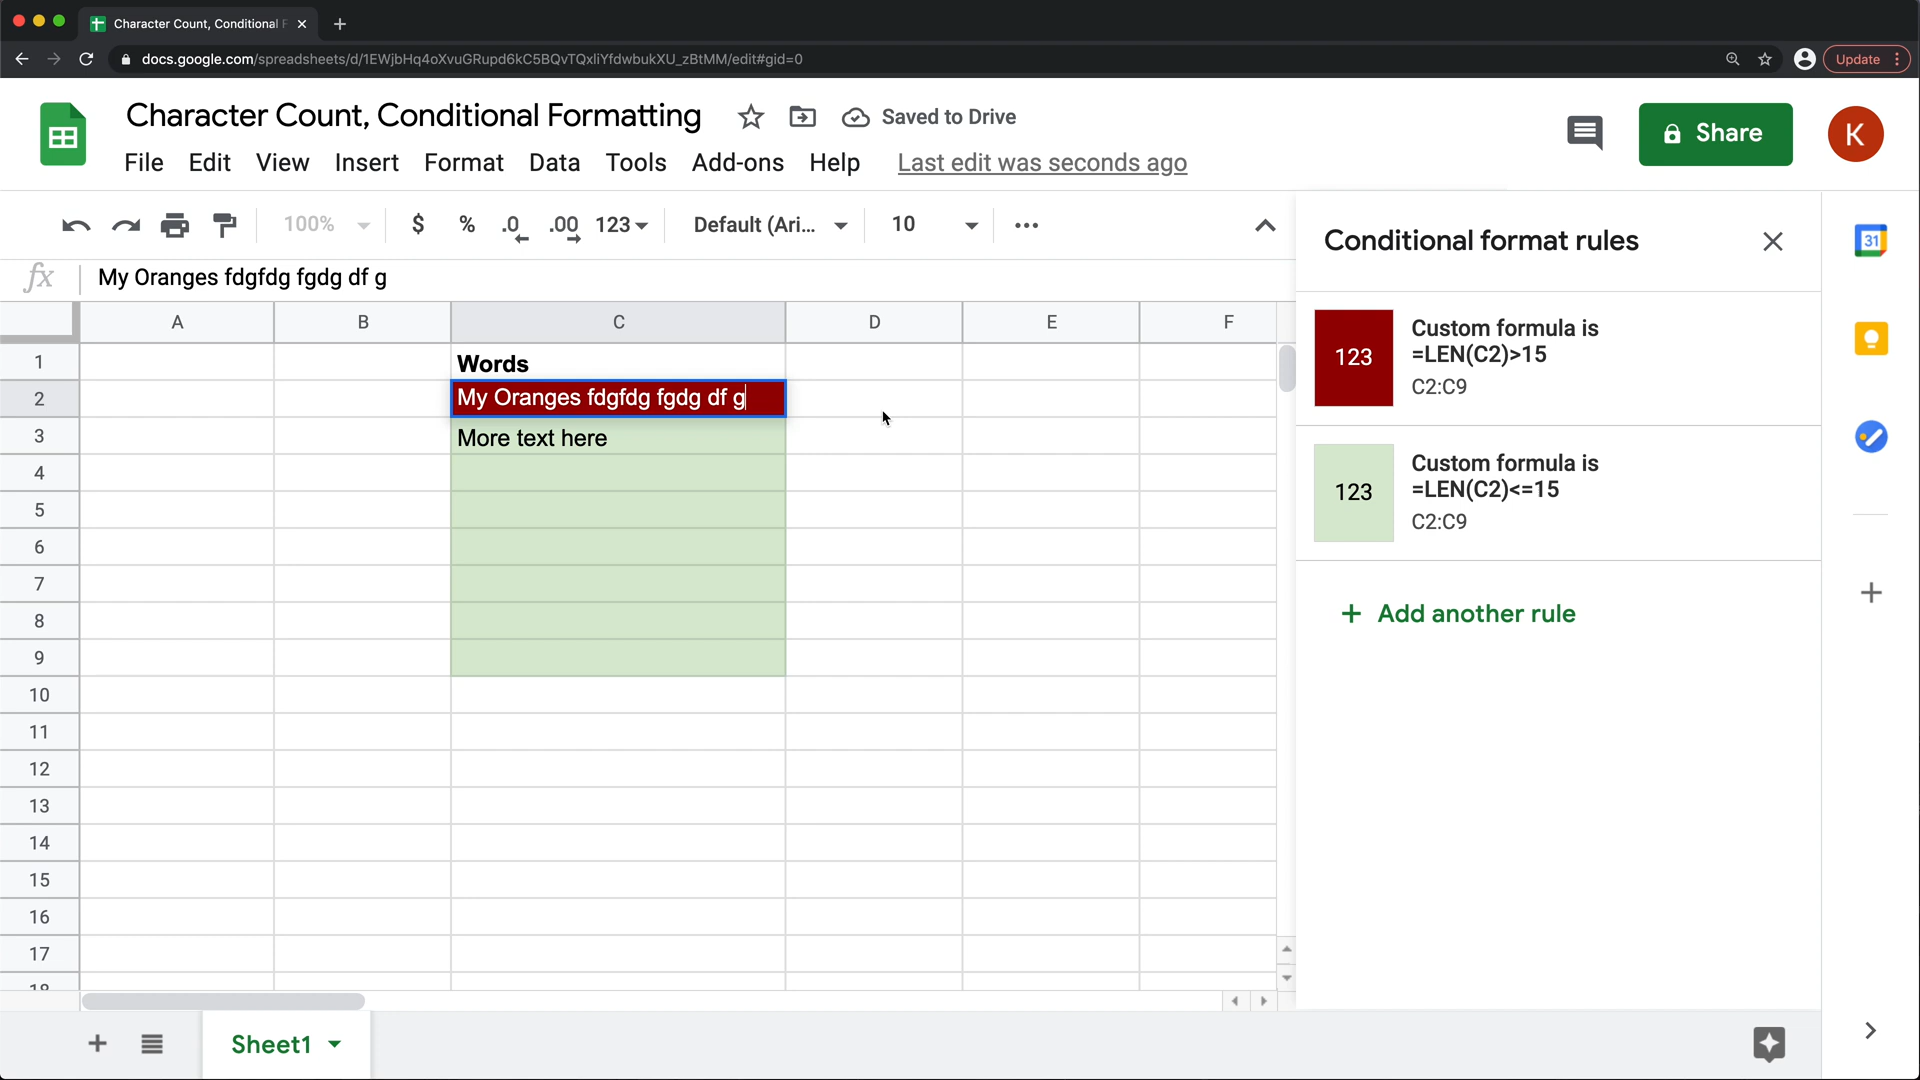 Character Count, Conditional F
docs.google.com/spreadsheets/d/1EWjbHq4oXvuGRupd6kC5BQvTQxliYfdwbukXU_zBtMM/edit#gid=0
Update
Character Count, Conditional Formatting
Saved to Drive
File Edit View Insert Format Data Tools Add-ons Help Last edit was seconds ago
Share
K
100% $ % .0 .00 123 Default (Ari... 10
Conditional format rules
31
fx My Oranges fdgfdg fgdg df g
A B C D E F
1 Words
2 My Oranges fdgfdg fgdg df g
3 More text here
4
5
6
7
8
9
10
11
12
13
14
15
16
17
18
123
Custom formula is
=LEN(C2)>15
C2:C9
123
Custom formula is
=LEN(C2)<=15
C2:C9
+ Add another rule
Sheet1